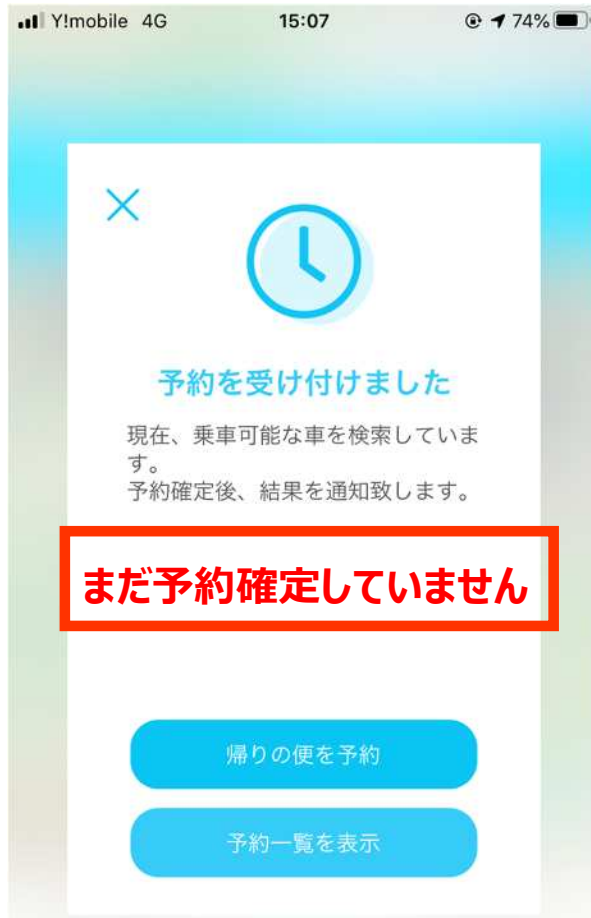 Y!mobile 4G 15:07 74%
予約を受け付けました
現在、乗車可能な車を検索していま
す。
予約確定後、結果を通知致します。
まだ予約確定していません
帰りの便を予約
予約一覧を表示